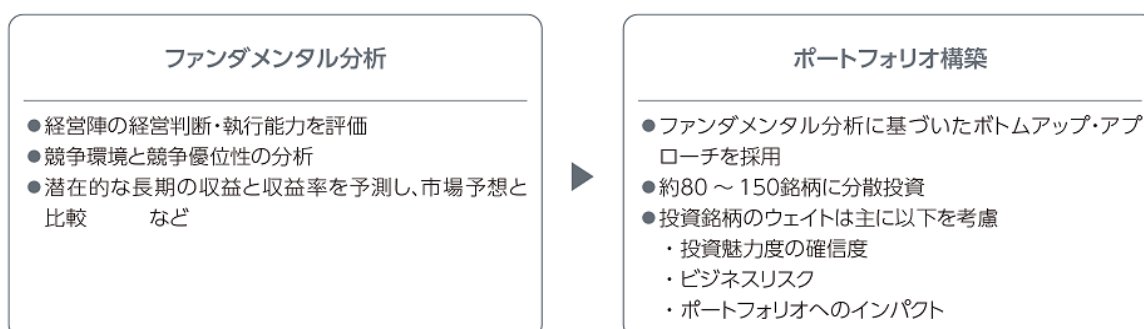 ファンダメンタル分析
●経営陣の経営判断・執行能力を評価
●競争環境と競争優位性の分析
●潜在的な長期の収益と収益率を予測し、市場予想と
比較　　　など
ポートフォリオ構築
●ファンダメンタル分析に基づいたボトムアップ・アプ
ローチを採用
●約80 ～ 150銘柄に分散投資
●投資銘柄のウェイトは主に以下を考慮
・投資魅力度の確信度
・ビジネスリスク
・ポートフォリオへのインパクト